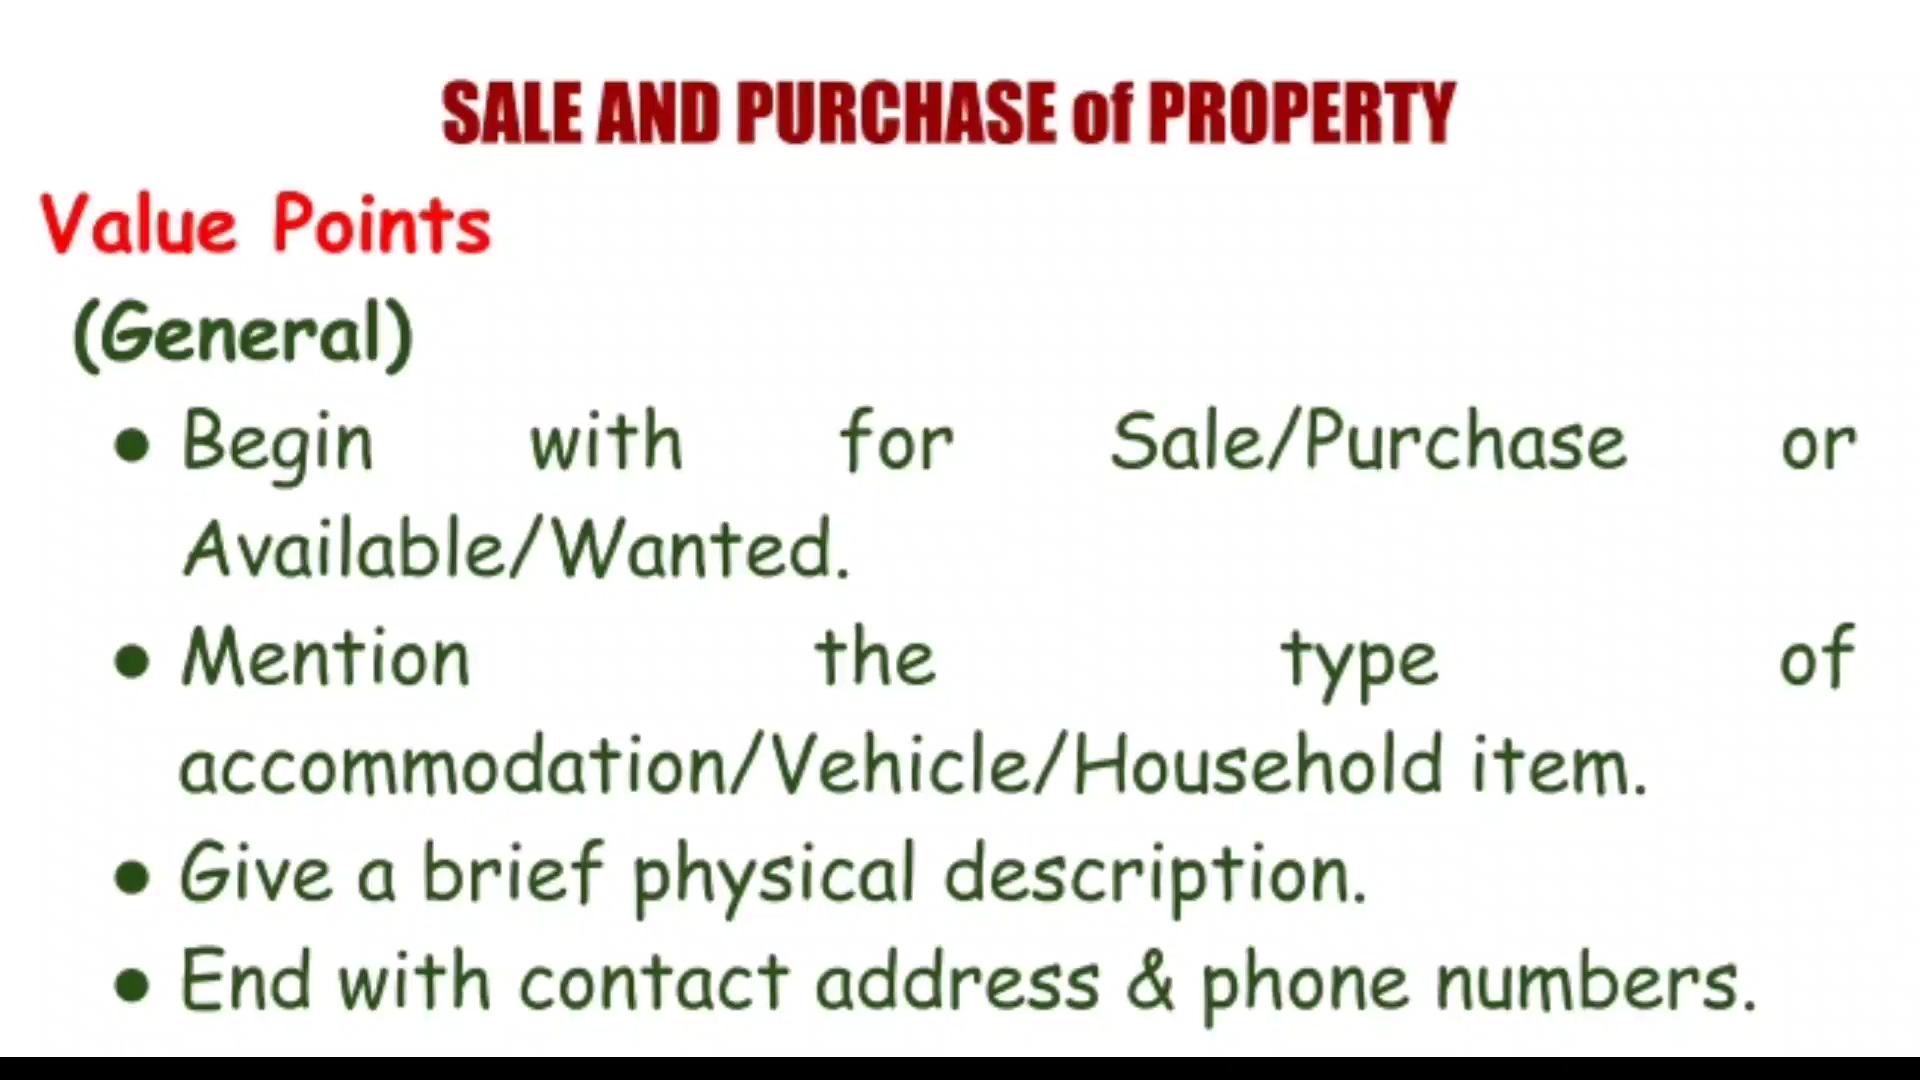 SALE AND PURCHASE of PROPERTY
Value Points
(General)
● Begin with for Sale/Purchase or
Available/Wanted.
● Mention the type of
accommodation/Vehicle/Household item.
● Give a brief physical description.
● End with contact address & phone numbers.